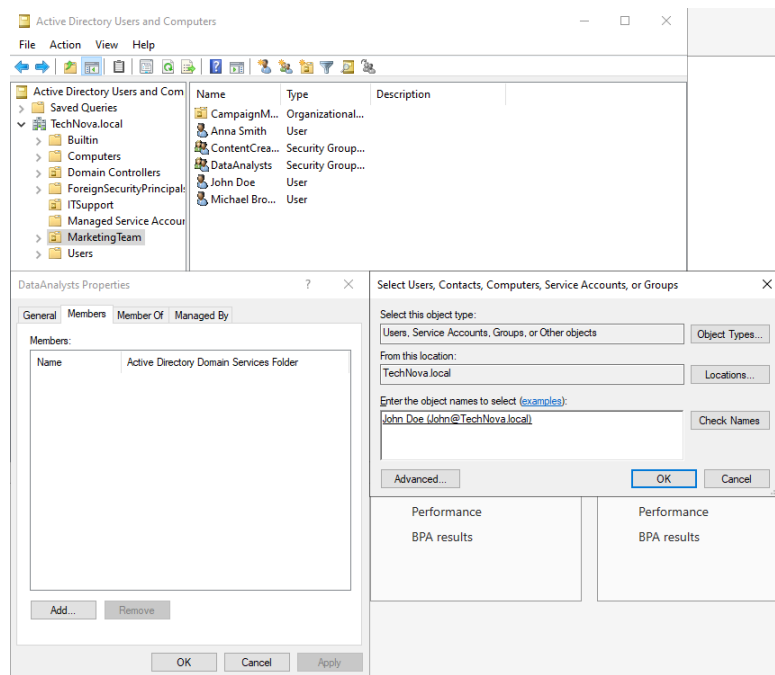 Active Directory Users and Computers
File Action View Help
Active Directory Users and Com
Saved Queries
TechNova.local
Builtin
Computers
Domain Controllers
ForeignSecurityPrincipals
ITSupport
Managed Service Accour
MarketingTeam
Users
Name Type Description
CampaignM... Organizational...
Anna Smith User
ContentCrea... Security Group...
DataAnalysts Security Group...
John Doe User
Michael Bro... User
DataAnalysts Properties
General Members Member Of Managed By
Members:
Name Active Directory Domain Services Folder
Add... Remove
OK Cancel Apply
Select Users, Contacts, Computers, Service Accounts, or Groups
Select this object type:
Users, Service Accounts, Groups, or Other objects Object Types...
From this location:
TechNova.local Locations...
Enter the object names to select (examples):
John Doe (John@TechNova.local) Check Names
Advanced... OK Cancel
Performance Performance
BPA results BPA results